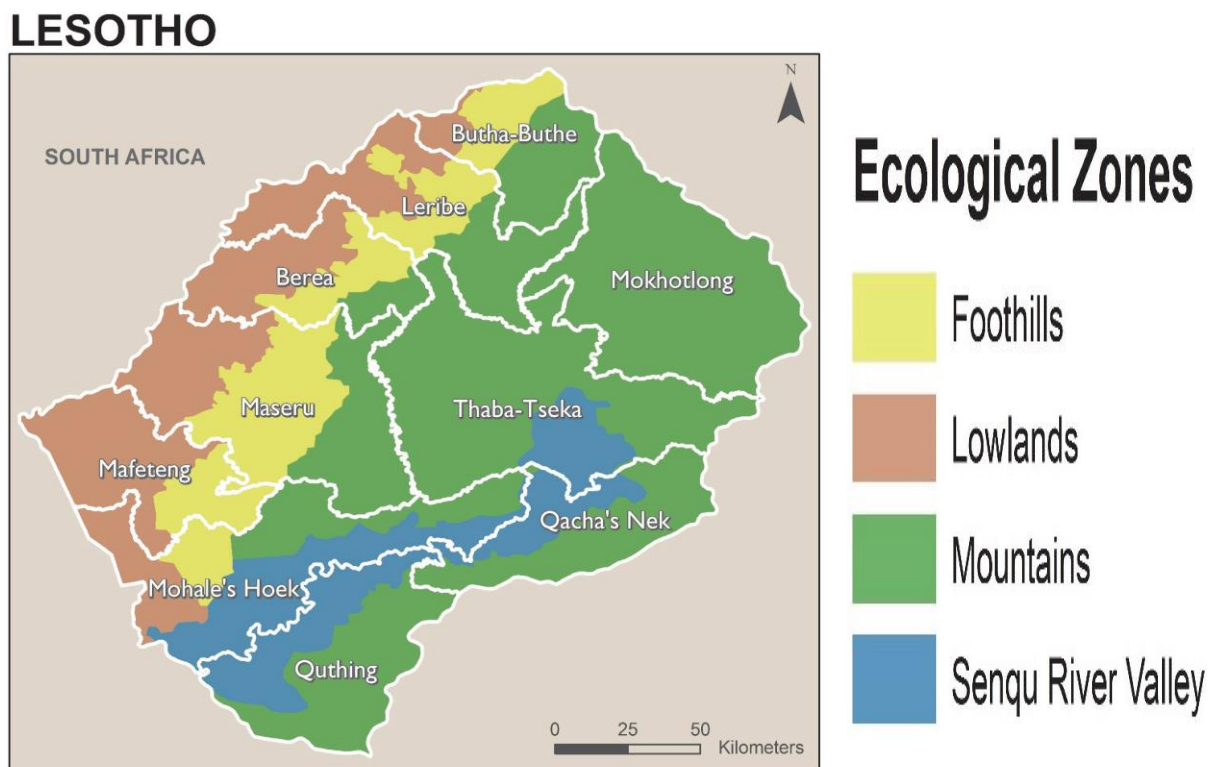 LESOTHO
N
SOUTH AFRICA
Butha-Buthe
Leribe
Mokhotlong
Berea
Maseru
Thaba-Tseka
Mafeteng
Qacha's Nek
Mohale's Hoek
Quthing
0 25 50
Kilometers
Ecological Zones
Foothills
Lowlands
Mountains
Senqu River Valley